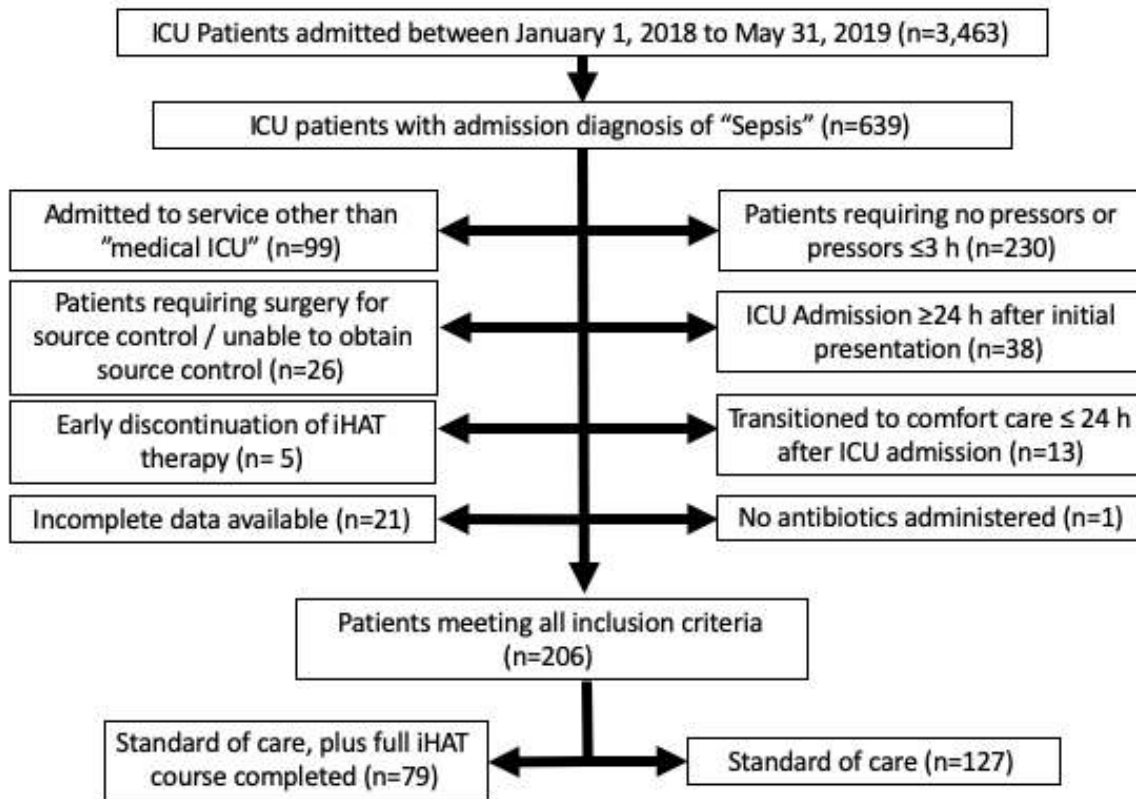 ICU Patients admitted between January 1, 2018 to May 31, 2019 (n=3,463)
ICU patients with admission diagnosis of “Sepsis” (n=639)
Admitted to service other than
“medical ICU” (n=99)
Patients requiring no pressors or
pressors ≤3 h (n=230)
Patients requiring surgery for
source control / unable to obtain
source control (n=26)
ICU Admission ≥24 h after initial
presentation (n=38)
Early discontinuation of iHAT
therapy (n= 5)
Transitioned to comfort care ≤ 24 h
after ICU admission (n=13)
Incomplete data available (n=21)
No antibiotics administered (n=1)
Patients meeting all inclusion criteria
(n=206)
Standard of care, plus full iHAT
course completed (n=79)
Standard of care (n=127)